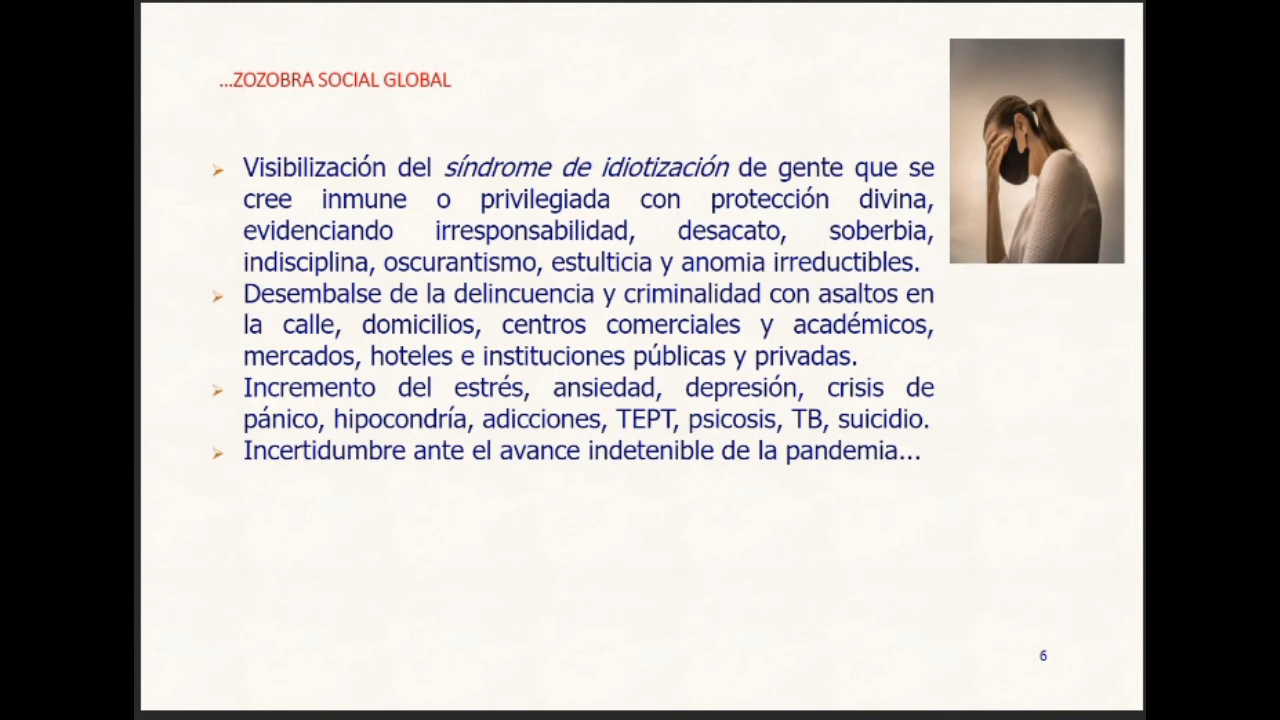 ...ZOZOBRA SOCIAL GLOBAL
Visibilización del síndrome de idiotización de gente que se
cree inmune o privilegiada con protección divina,
evidenciando irresponsabilidad, desacato, soberbia,
indisciplina, oscurantismo, estulticia y anomia irreductibles.
Desembalse de la delincuencia y criminalidad con asaltos en
la calle, domicilios, centros comerciales y académicos,
mercados, hoteles e instituciones públicas y privadas.
Incremento del estrés, ansiedad, depresión, crisis de
pánico, hipocondría, adicciones, TEPT, psicosis, TB, suicidio.
Incertidumbre ante el avance indetenible de la pandemia...
6